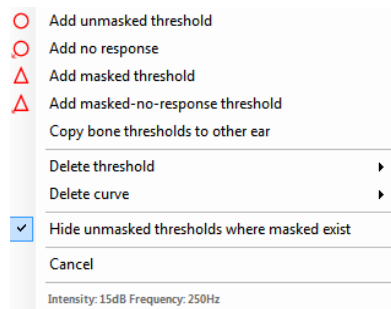 Add unmasked threshold
Add no response
Add masked threshold
Add masked-no-response threshold
Copy bone thresholds to other ear
Delete threshold
Delete curve
Hide unmasked thresholds where masked exist
Cancel
Intensity: 15dB Frequency: 250Hz